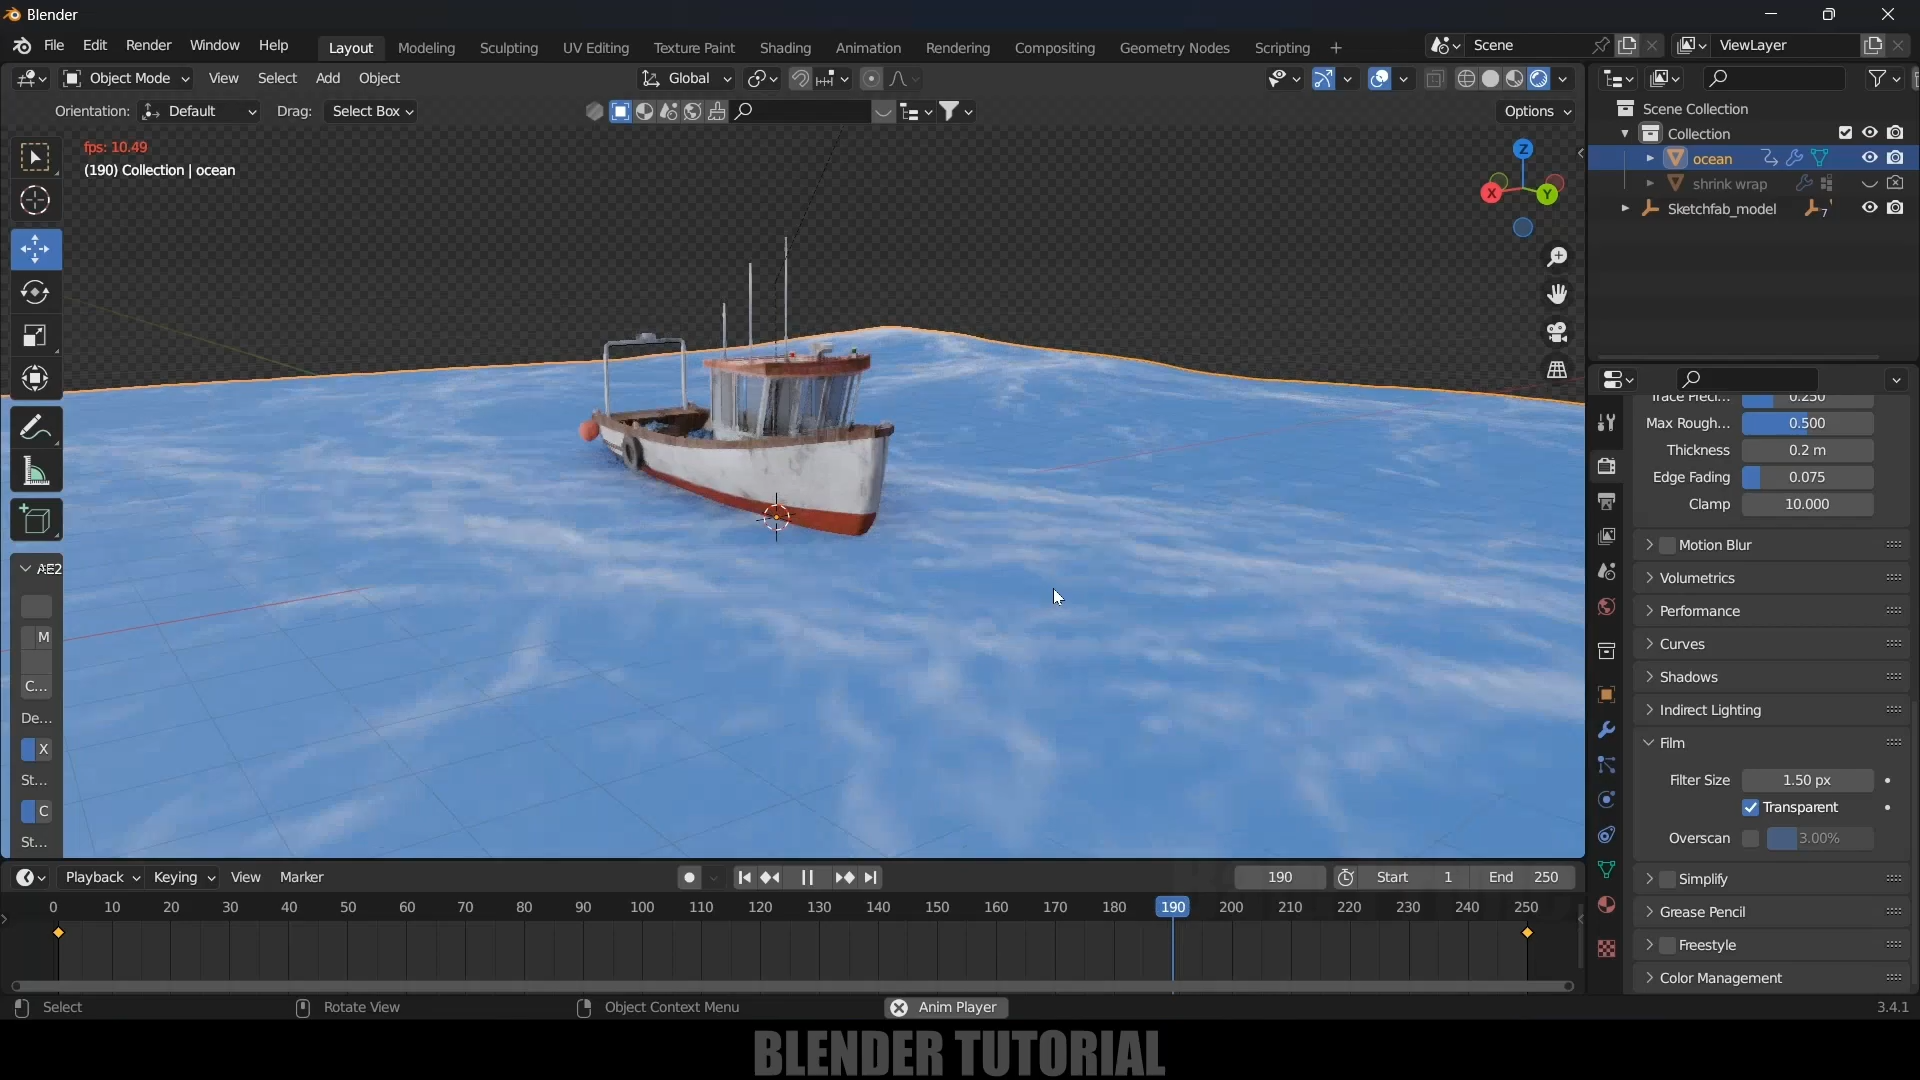 Blender
File Edit Render Window Help Layout Modeling Sculpting UV Editing Texture Paint Shading Animation Rendering Compositing Geometry Nodes Scripting + Scene ViewLayer
Object Mode View Select Add Object Global
Orientation: Default Drag: Select Box Options
Scene Collection
Collection
ocean
shrink wrap
Sketchfab_model 7
fps: 10.49
(190) Collection | ocean
Z
X Y
Max Rough... 0.500
Thickness 0.2 m
Edge Fading 0.075
Clamp 10.000
Motion Blur
Volumetrics
Performance
Curves
Shadows
Indirect Lighting
Film
Filter Size 1.50 px
Transparent
Overscan 3.00%
Simplify
Grease Pencil
Freestyle
Color Management
M
C...
De...
X
St...
C
St...
Playback Keying View Marker 190 Start 1 End 250
0 10 20 30 40 50 60 70 80 90 100 110 120 130 140 150 160 170 180 190 200 210 220 230 240 250
Select Rotate View Object Context Menu Anim Player 3.4.1
BLENDER TUTORIAL